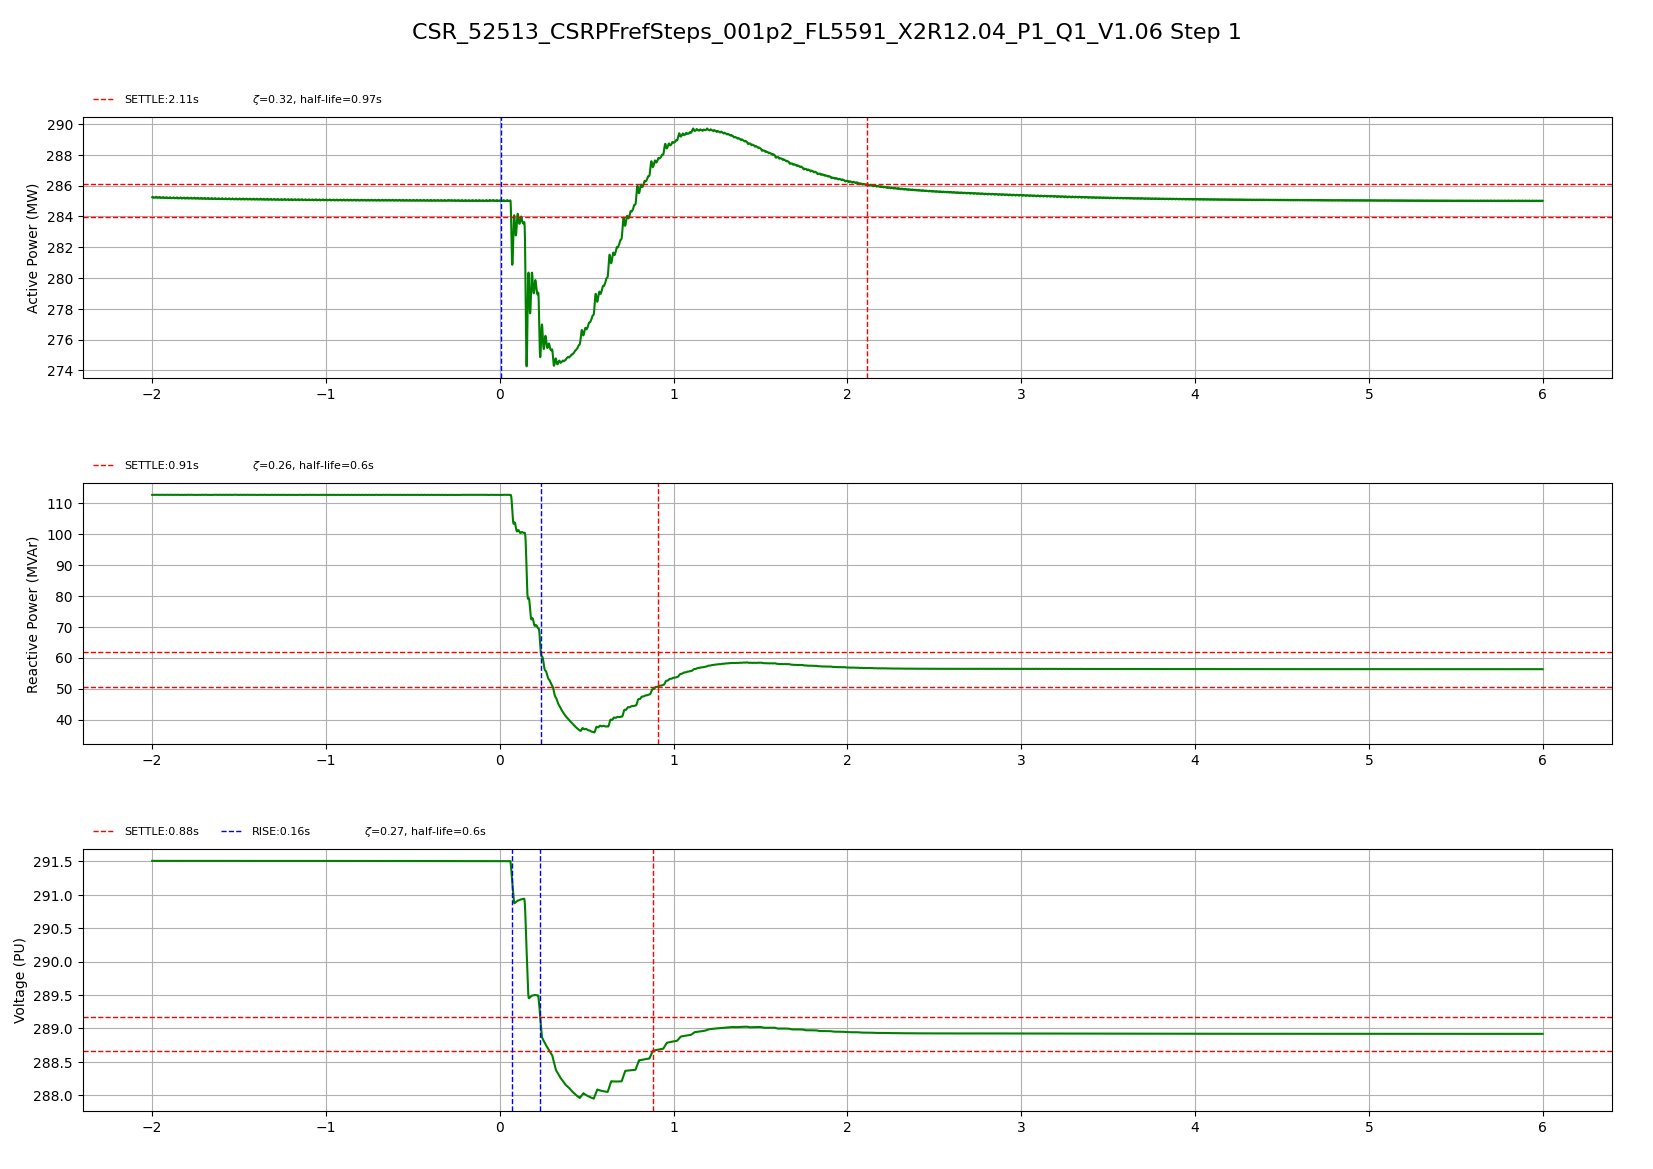 CSR_52513_CSRPFrefSteps_001p2_FL5591_X2R12.04_P1_Q1_V1.06 Step 1
SETTLE:2.11s ζ=0.32, half-life=0.97s
Active Power (MW)
290
288
286
284
282
280
278
276
274
−2 −1 0 1 2 3 4 5 6
SETTLE:0.91s ζ=0.26, half-life=0.6s
Reactive Power (MVAr)
110
100
90
80
70
60
50
40
−2 −1 0 1 2 3 4 5 6
SETTLE:0.88s RISE:0.16s ζ=0.27, half-life=0.6s
Voltage (PU)
291.5
291.0
290.5
290.0
289.5
289.0
288.5
288.0
−2 −1 0 1 2 3 4 5 6